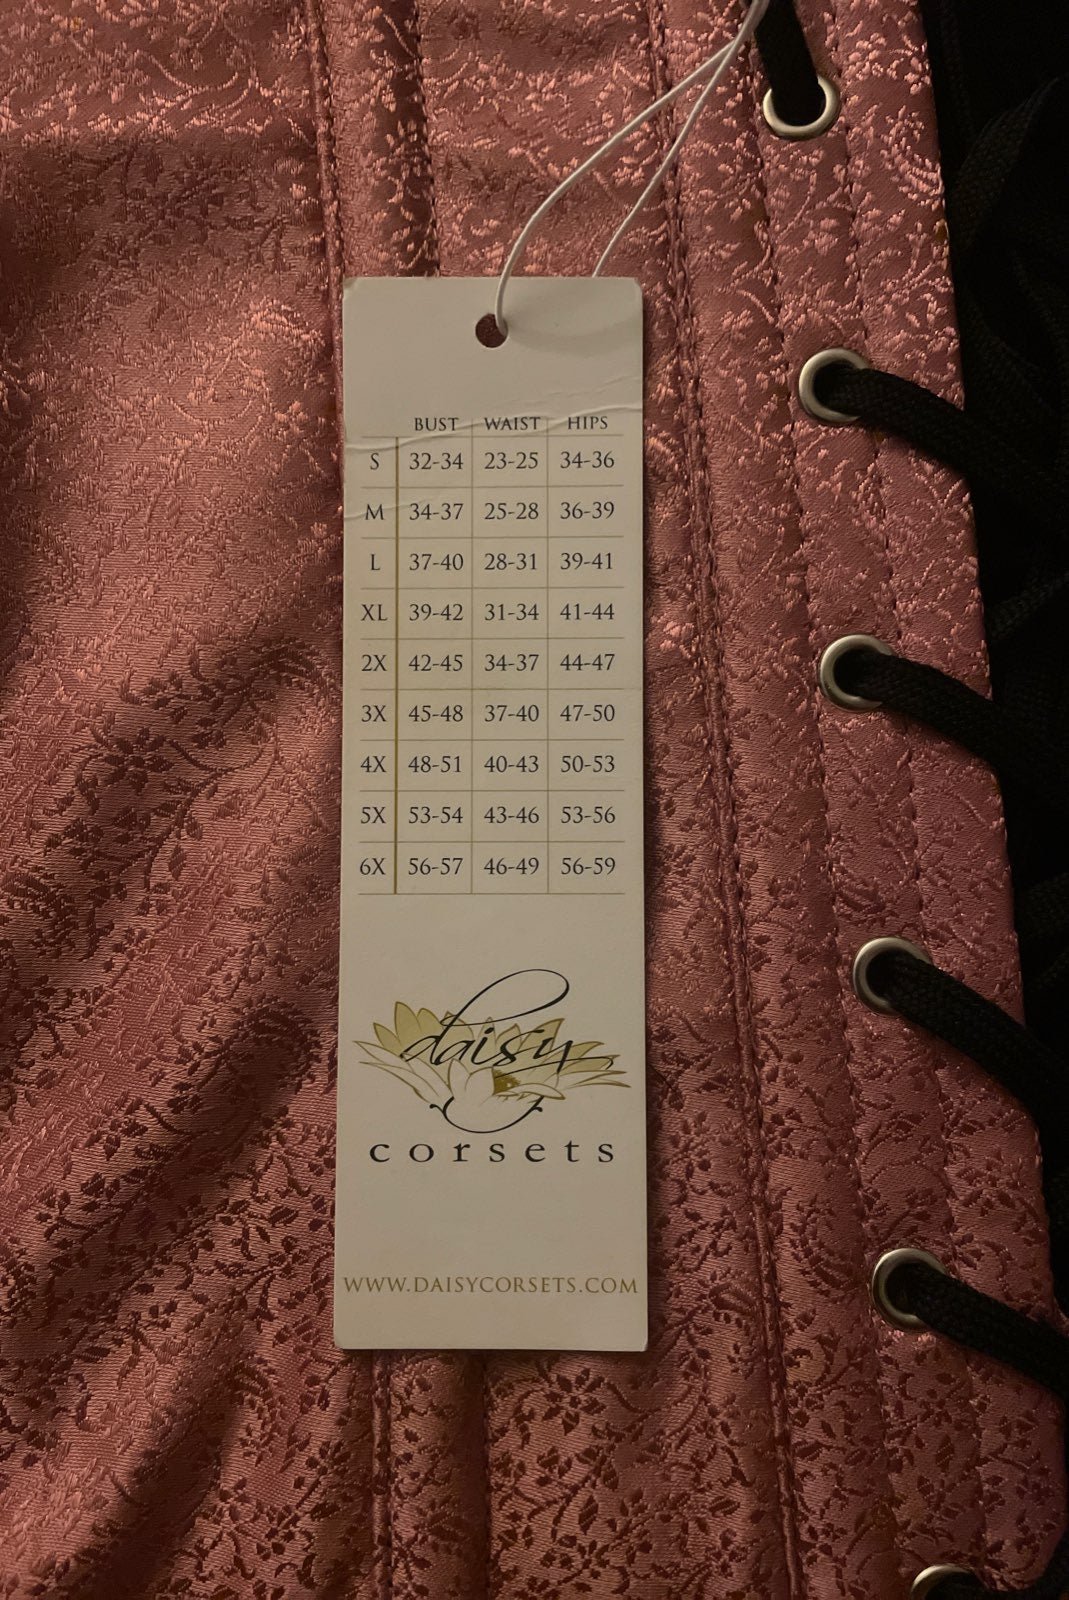 BUST WAIST HIPS
S 32-34 23-25 34-36
M 34-37 25-28 36-39
L 37-40 28-31 39-41
XL 39-42 31-34 41-44
2X 42-45 34-37 44-47
3X 45-48 37-40 47-50
4X 48-51 40-43 50-53
5X 53-54 43-46 53-56
6X 56-57 46-49 56-59
daisy
corsets
WWW.DAISYCORSETS.COM